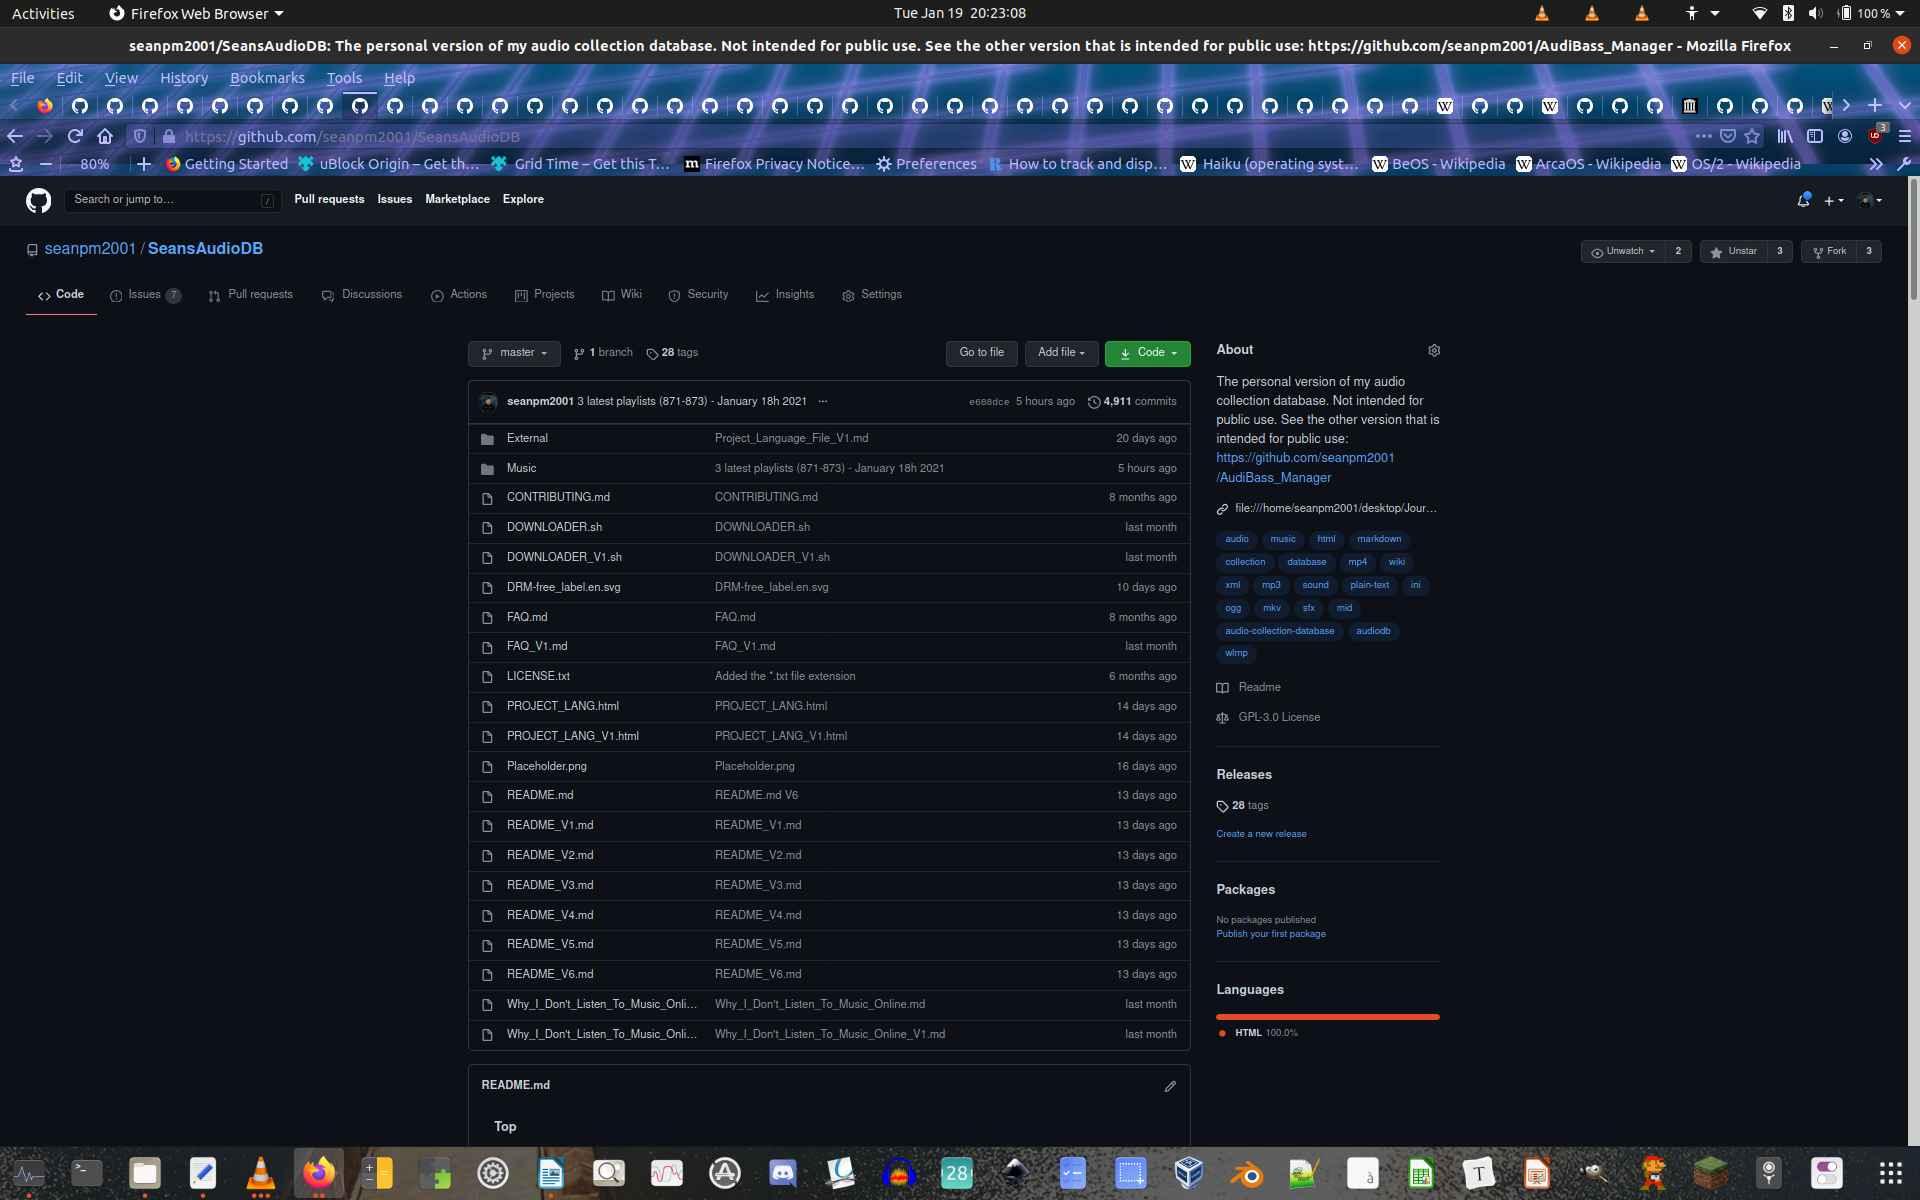 Activities
Firefox Web Browser
Tue Jan 19 20:23:08
100 %
seanpm2001/SeansAudioDB: The personal version of my audio collection database. Not intended for public use. See the other version that is intended for public use: https://github.com/seanpm2001/AudiBass_Manager - Mozilla Firefox
File Edit View History Bookmarks Tools Help
https://github.com/seanpm2001/SeansAudioDB
3
80%
Getting Started
uBlock Origin – Get th…
Grid Time – Get this T…
Firefox Privacy Notice…
Preferences
How to track and disp…
Haiku (operating syst…
BeOS - Wikipedia
ArcaOS - Wikipedia
OS/2 - Wikipedia
Search or jump to… /
Pull requests Issues Marketplace Explore
seanpm2001 / SeansAudioDB
Unwatch 2
Unstar 3
Fork 3
Code
Issues 7
Pull requests
Discussions
Actions
Projects
Wiki
Security
Insights
Settings
master
1 branch
28 tags
Go to file
Add file
Code
seanpm2001 3 latest playlists (871-873) - January 18h 2021 ...
e608dce 5 hours ago 4,911 commits
External Project_Language_File_V1.md 20 days ago
Music 3 latest playlists (871-873) - January 18h 2021 5 hours ago
CONTRIBUTING.md CONTRIBUTING.md 8 months ago
DOWNLOADER.sh DOWNLOADER.sh last month
DOWNLOADER_V1.sh DOWNLOADER_V1.sh last month
DRM-free_label.en.svg DRM-free_label.en.svg 10 days ago
FAQ.md FAQ.md 8 months ago
FAQ_V1.md FAQ_V1.md last month
LICENSE.txt Added the *.txt file extension 6 months ago
PROJECT_LANG.html PROJECT_LANG.html 14 days ago
PROJECT_LANG_V1.html PROJECT_LANG_V1.html 14 days ago
Placeholder.png Placeholder.png 16 days ago
README.md README.md V6 13 days ago
README_V1.md README_V1.md 13 days ago
README_V2.md README_V2.md 13 days ago
README_V3.md README_V3.md 13 days ago
README_V4.md README_V4.md 13 days ago
README_V5.md README_V5.md 13 days ago
README_V6.md README_V6.md 13 days ago
Why_I_Don't_Listen_To_Music_Onli… Why_I_Don't_Listen_To_Music_Online.md last month
Why_I_Don't_Listen_To_Music_Onli… Why_I_Don't_Listen_To_Music_Online_V1.md last month
README.md
Top
About
The personal version of my audio
collection database. Not intended for
public use. See the other version that is
intended for public use:
https://github.com/seanpm2001
/AudiBass_Manager
file:///home/seanpm2001/desktop/Jour…
audio music html markdown
collection database mp4 wiki
xml mp3 sound plain-text ini
ogg mkv sfx mid
audio-collection-database audiodb
wlmp
Readme
GPL-3.0 License
Releases
28 tags
Create a new release
Packages
No packages published
Publish your first package
Languages
HTML 100.0%
28